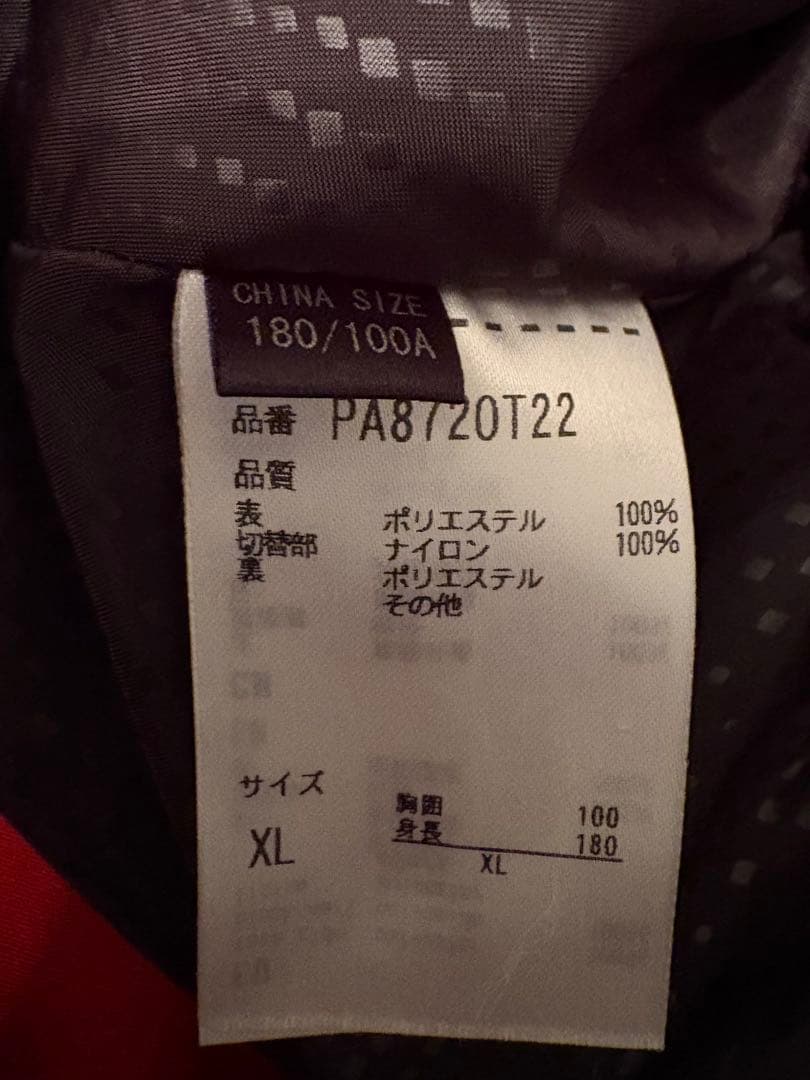 CHINA SIZE
180/100A
品番 PA8720T22
品質
表 ポリエステル 100%
切替部 ナイロン 100%
裏 ポリエステル
その他
サイズ
XL
胸囲 100
身長 180
XL